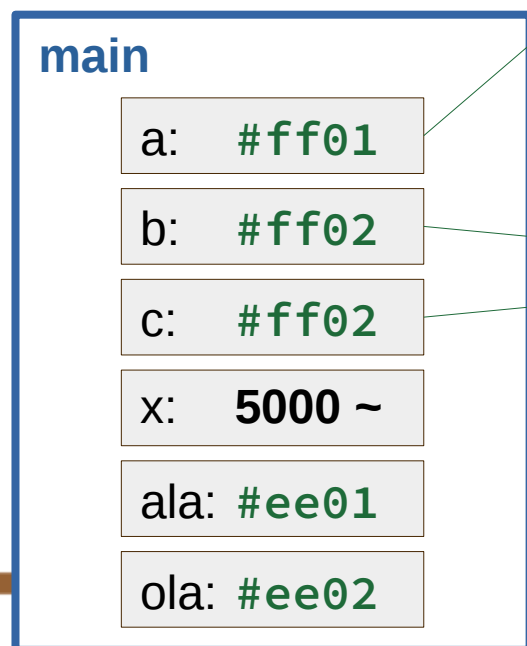 main
a: #ff01
b: #ff02
c: #ff02
x: 5000 ~
ala: #ee01
ola: #ee02